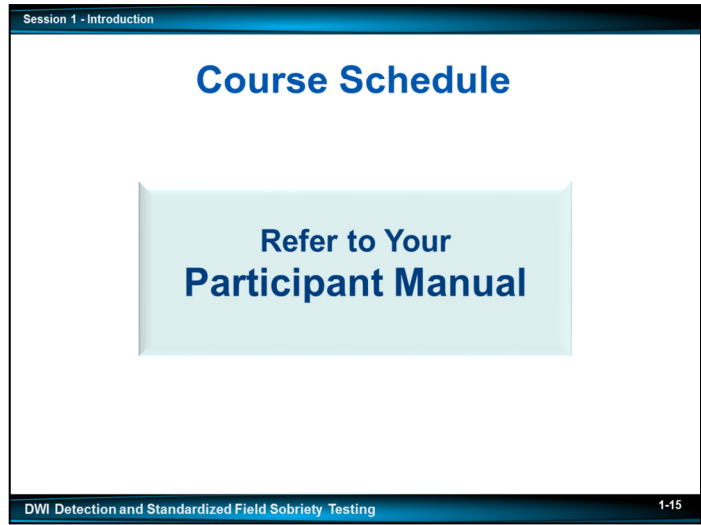 Session 1 - Introduction
Course Schedule
Refer to Your
Participant Manual
DWI Detection and Standardized Field Sobriety Testing
1-15